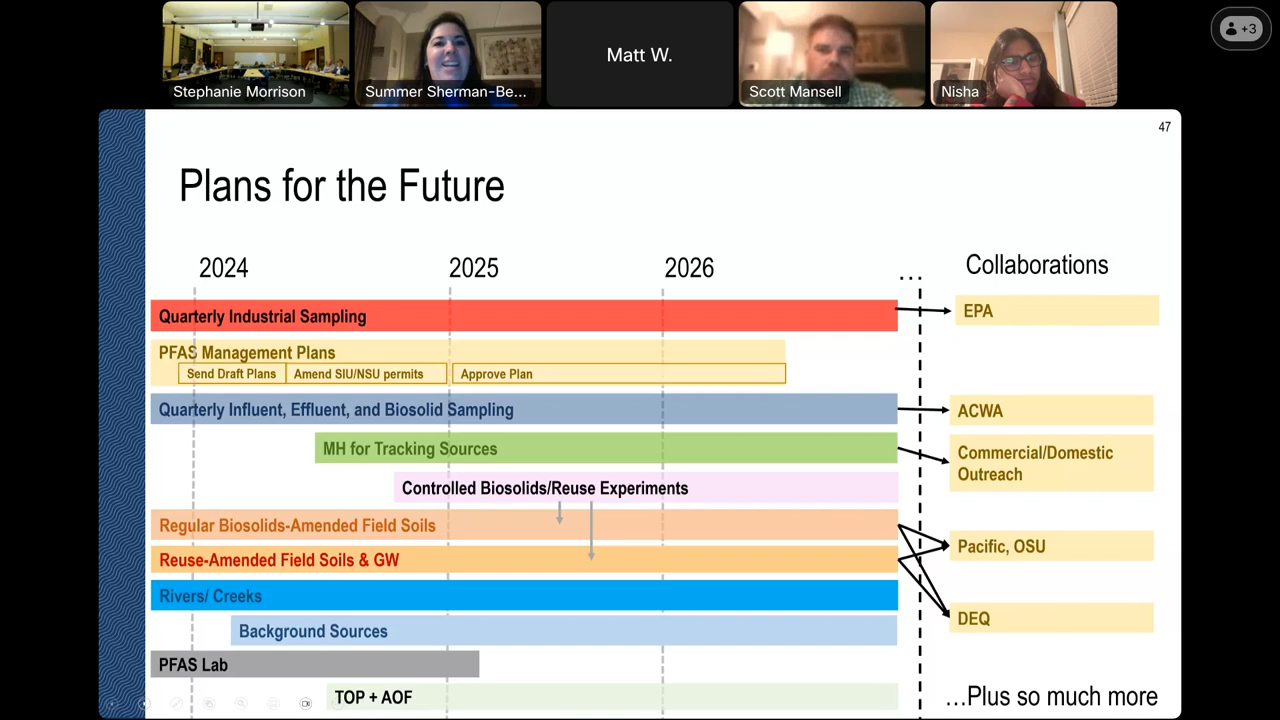 Stephanie Morrison
Summer Sherman-Be...
Matt W.
Scott Mansell
Nisha
+3
47
Plans for the Future
2024
2025
2026
...
Collaborations
Quarterly Industrial Sampling
EPA
PFAS Management Plans
Send Draft Plans
Amend SIU/NSU permits
Approve Plan
Quarterly Influent, Effluent, and Biosolid Sampling
ACWA
MH for Tracking Sources
Commercial/Domestic
Outreach
Controlled Biosolids/Reuse Experiments
Regular Biosolids-Amended Field Soils
Pacific, OSU
Reuse-Amended Field Soils & GW
Rivers/ Creeks
DEQ
Background Sources
PFAS Lab
TOP + AOF
...Plus so much more